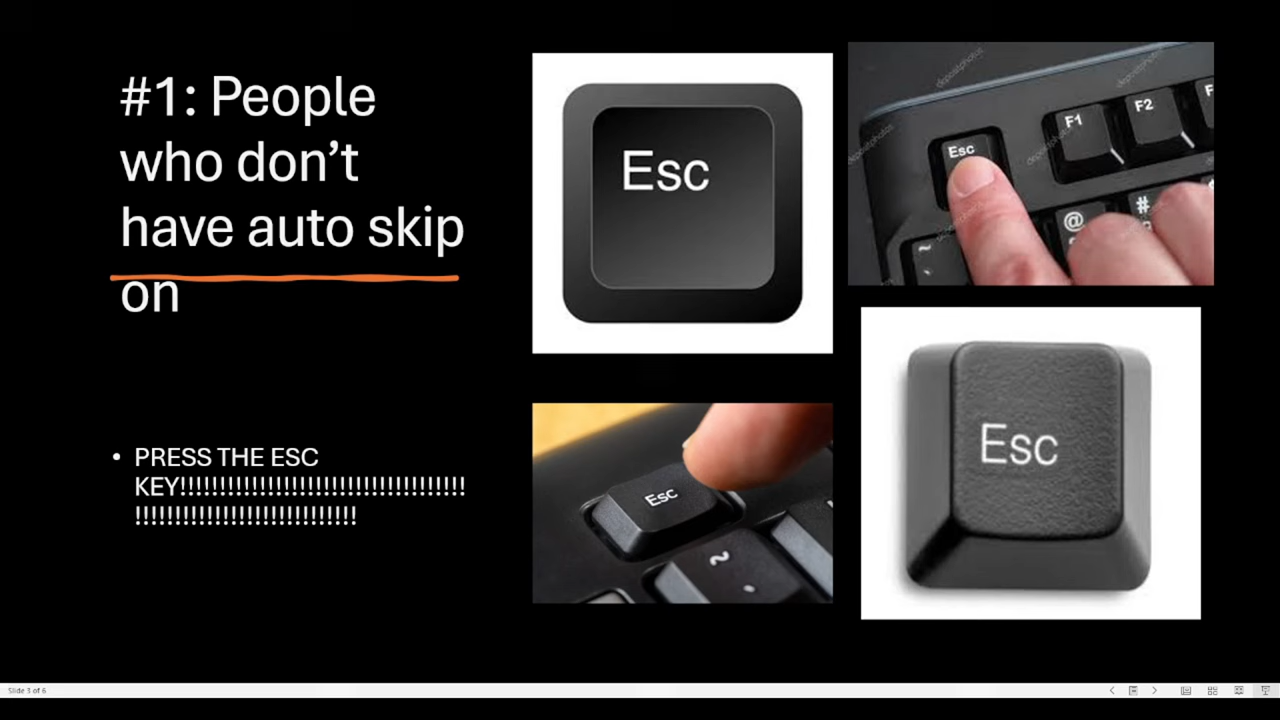 #1: People
who don’t
have auto skip
on
• PRESS THE ESC
KEY!!!!!!!!!!!!!!!!!!!!!!!!!!!!!!!!!!!!!
!!!!!!!!!!!!!!!!!!!!!!!!!!!!
Esc
depositphotos
Esc
F1
F2
F
@
#
~
Esc
~
Esc
Slide 3 of 6